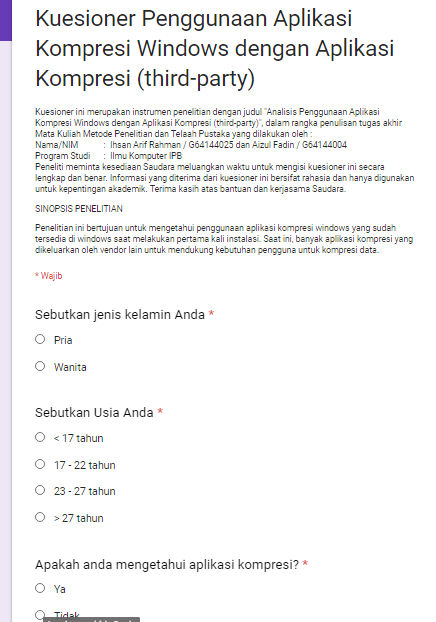 Kuesioner Penggunaan Aplikasi
Kompresi Windows dengan Aplikasi
Kompresi (third-party)
Kuesioner ini merupakan instrumen penelitian dengan judul "Analisis Penggunaan Aplikasi
Kompresi Windows dengan Aplikasi Kompresi (third-party)", dalam rangka penulisan tugas akhir
Mata Kuliah Metode Penelitian dan Telaah Pustaka yang dilakukan oleh :
Nama/NIM : Ihsan Arif Rahman / G64144025 dan Aizul Fadin / G64144004
Program Studi : Ilmu Komputer IPB
Peneliti meminta kesediaan Saudara meluangkan waktu untuk mengisi kuesioner ini secara
lengkap dan benar. Informasi yang diterima dari kuesioner ini bersifat rahasia dan hanya digunakan
untuk kepentingan akademik. Terima kasih atas bantuan dan kerjasama Saudara.
SINOPSIS PENELITIAN
Penelitian ini bertujuan untuk mengetahui penggunaan aplikasi kompresi windows yang sudah
tersedia di windows saat melakukan pertama kali instalasi. Saat ini, banyak aplikasi kompresi yang
dikeluarkan oleh vendor lain untuk mendukung kebutuhan pengguna untuk kompresi data.
* Wajib
Sebutkan jenis kelamin Anda *
Pria
Wanita
Sebutkan Usia Anda *
< 17 tahun
17 - 22 tahun
23 - 27 tahun
> 27 tahun
Apakah anda mengetahui aplikasi kompresi? *
Ya
Tidak